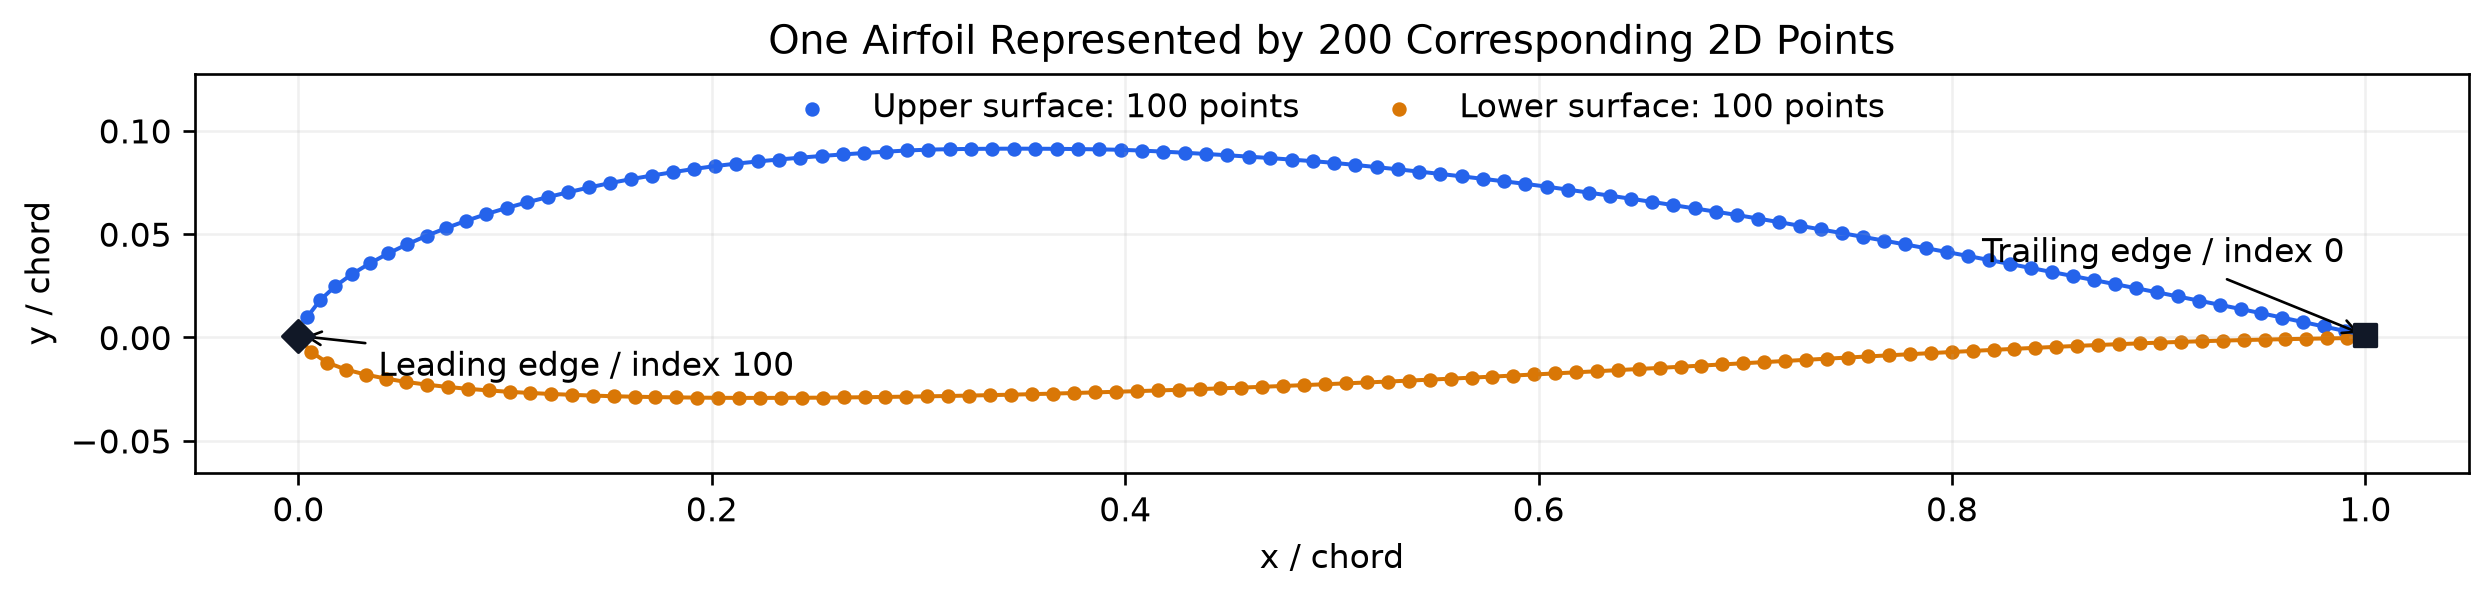 One Airfoil Represented by 200 Corresponding 2D Points
Upper surface: 100 points
Lower surface: 100 points
0.10
0.05
0.00
−0.05
y / chord
Trailing edge / index 0
Leading edge / index 100
0.0
0.2
0.4
0.6
0.8
1.0
x / chord